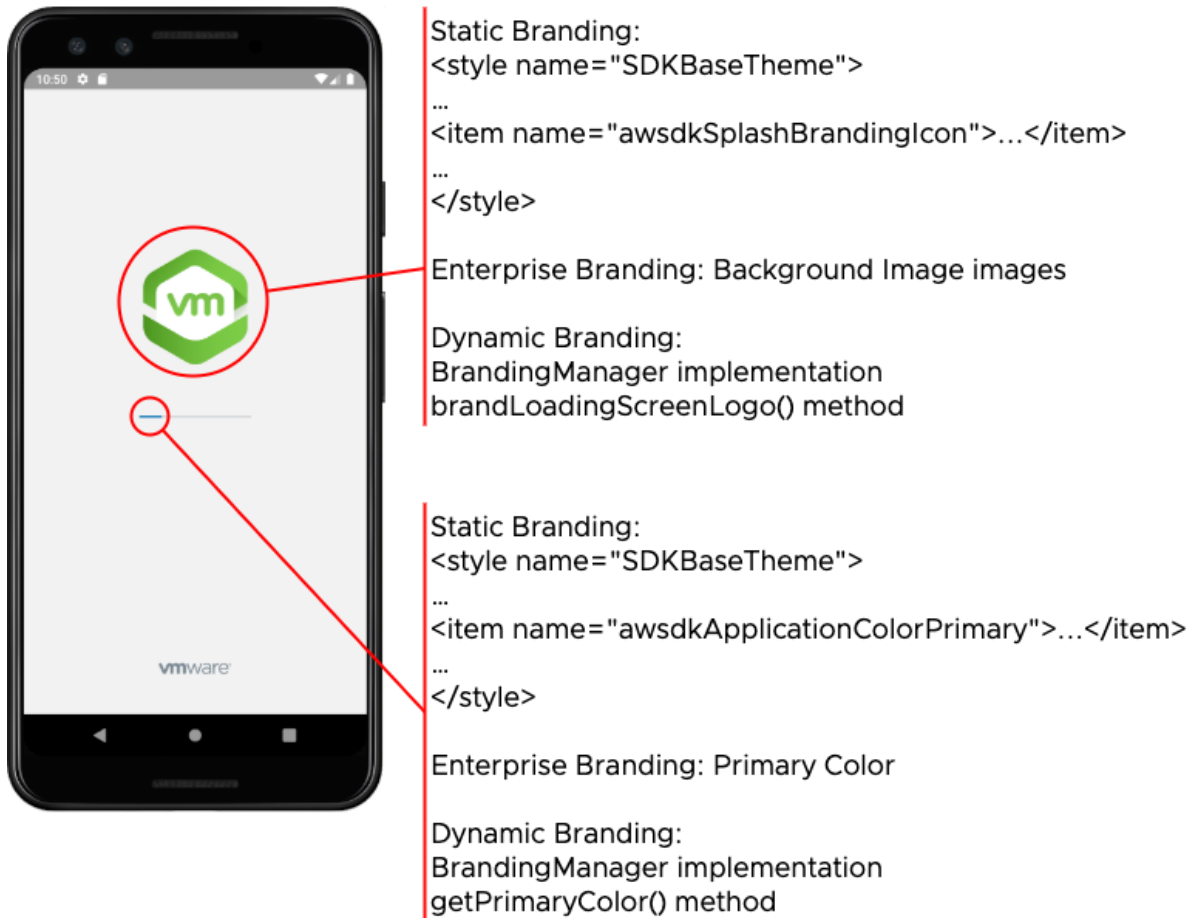 10:50
vm
vmware
Static Branding:
<style name="SDKBaseTheme">
...
<item name="awsdkSplashBrandingIcon">...</item>
...
</style>
Enterprise Branding: Background Image images
Dynamic Branding:
BrandingManager implementation
brandLoadingScreenLogo() method
Static Branding:
<style name="SDKBaseTheme">
...
<item name="awsdkApplicationColorPrimary">...</item>
...
</style>
Enterprise Branding: Primary Color
Dynamic Branding:
BrandingManager implementation
getPrimaryColor() method